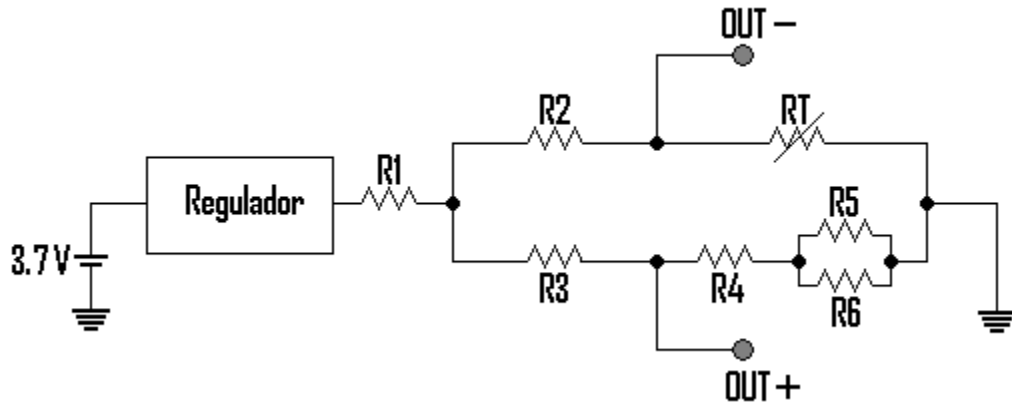 OUT –
R2
RT
R1
Regulador
R5
3.7 V
R3
R4
R6
OUT +